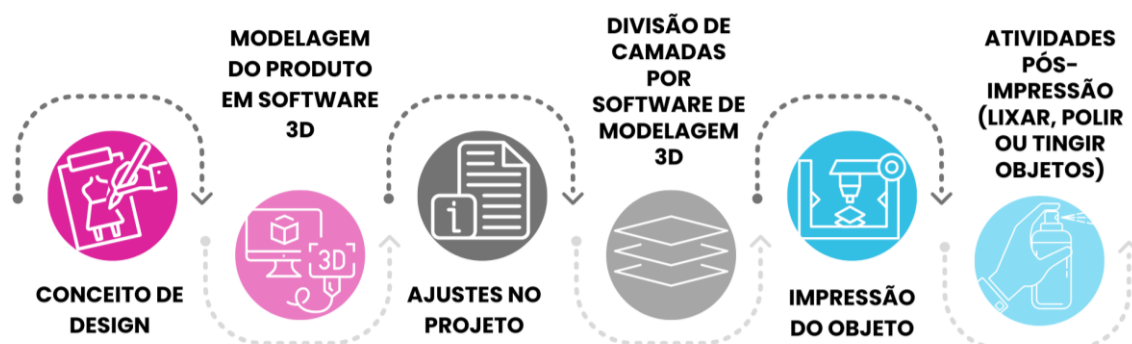 CONCEITO DE
DESIGN
MODELAGEM
DO PRODUTO
EM SOFTWARE
3D
3D
AJUSTES NO
PROJETO
i
DIVISÃO DE
CAMADAS
POR
SOFTWARE DE
MODELAGEM
3D
IMPRESSÃO
DO OBJETO
ATIVIDADES
PÓS-
IMPRESSÃO
(LIXAR, POLIR
OU TINGIR
OBJETOS)